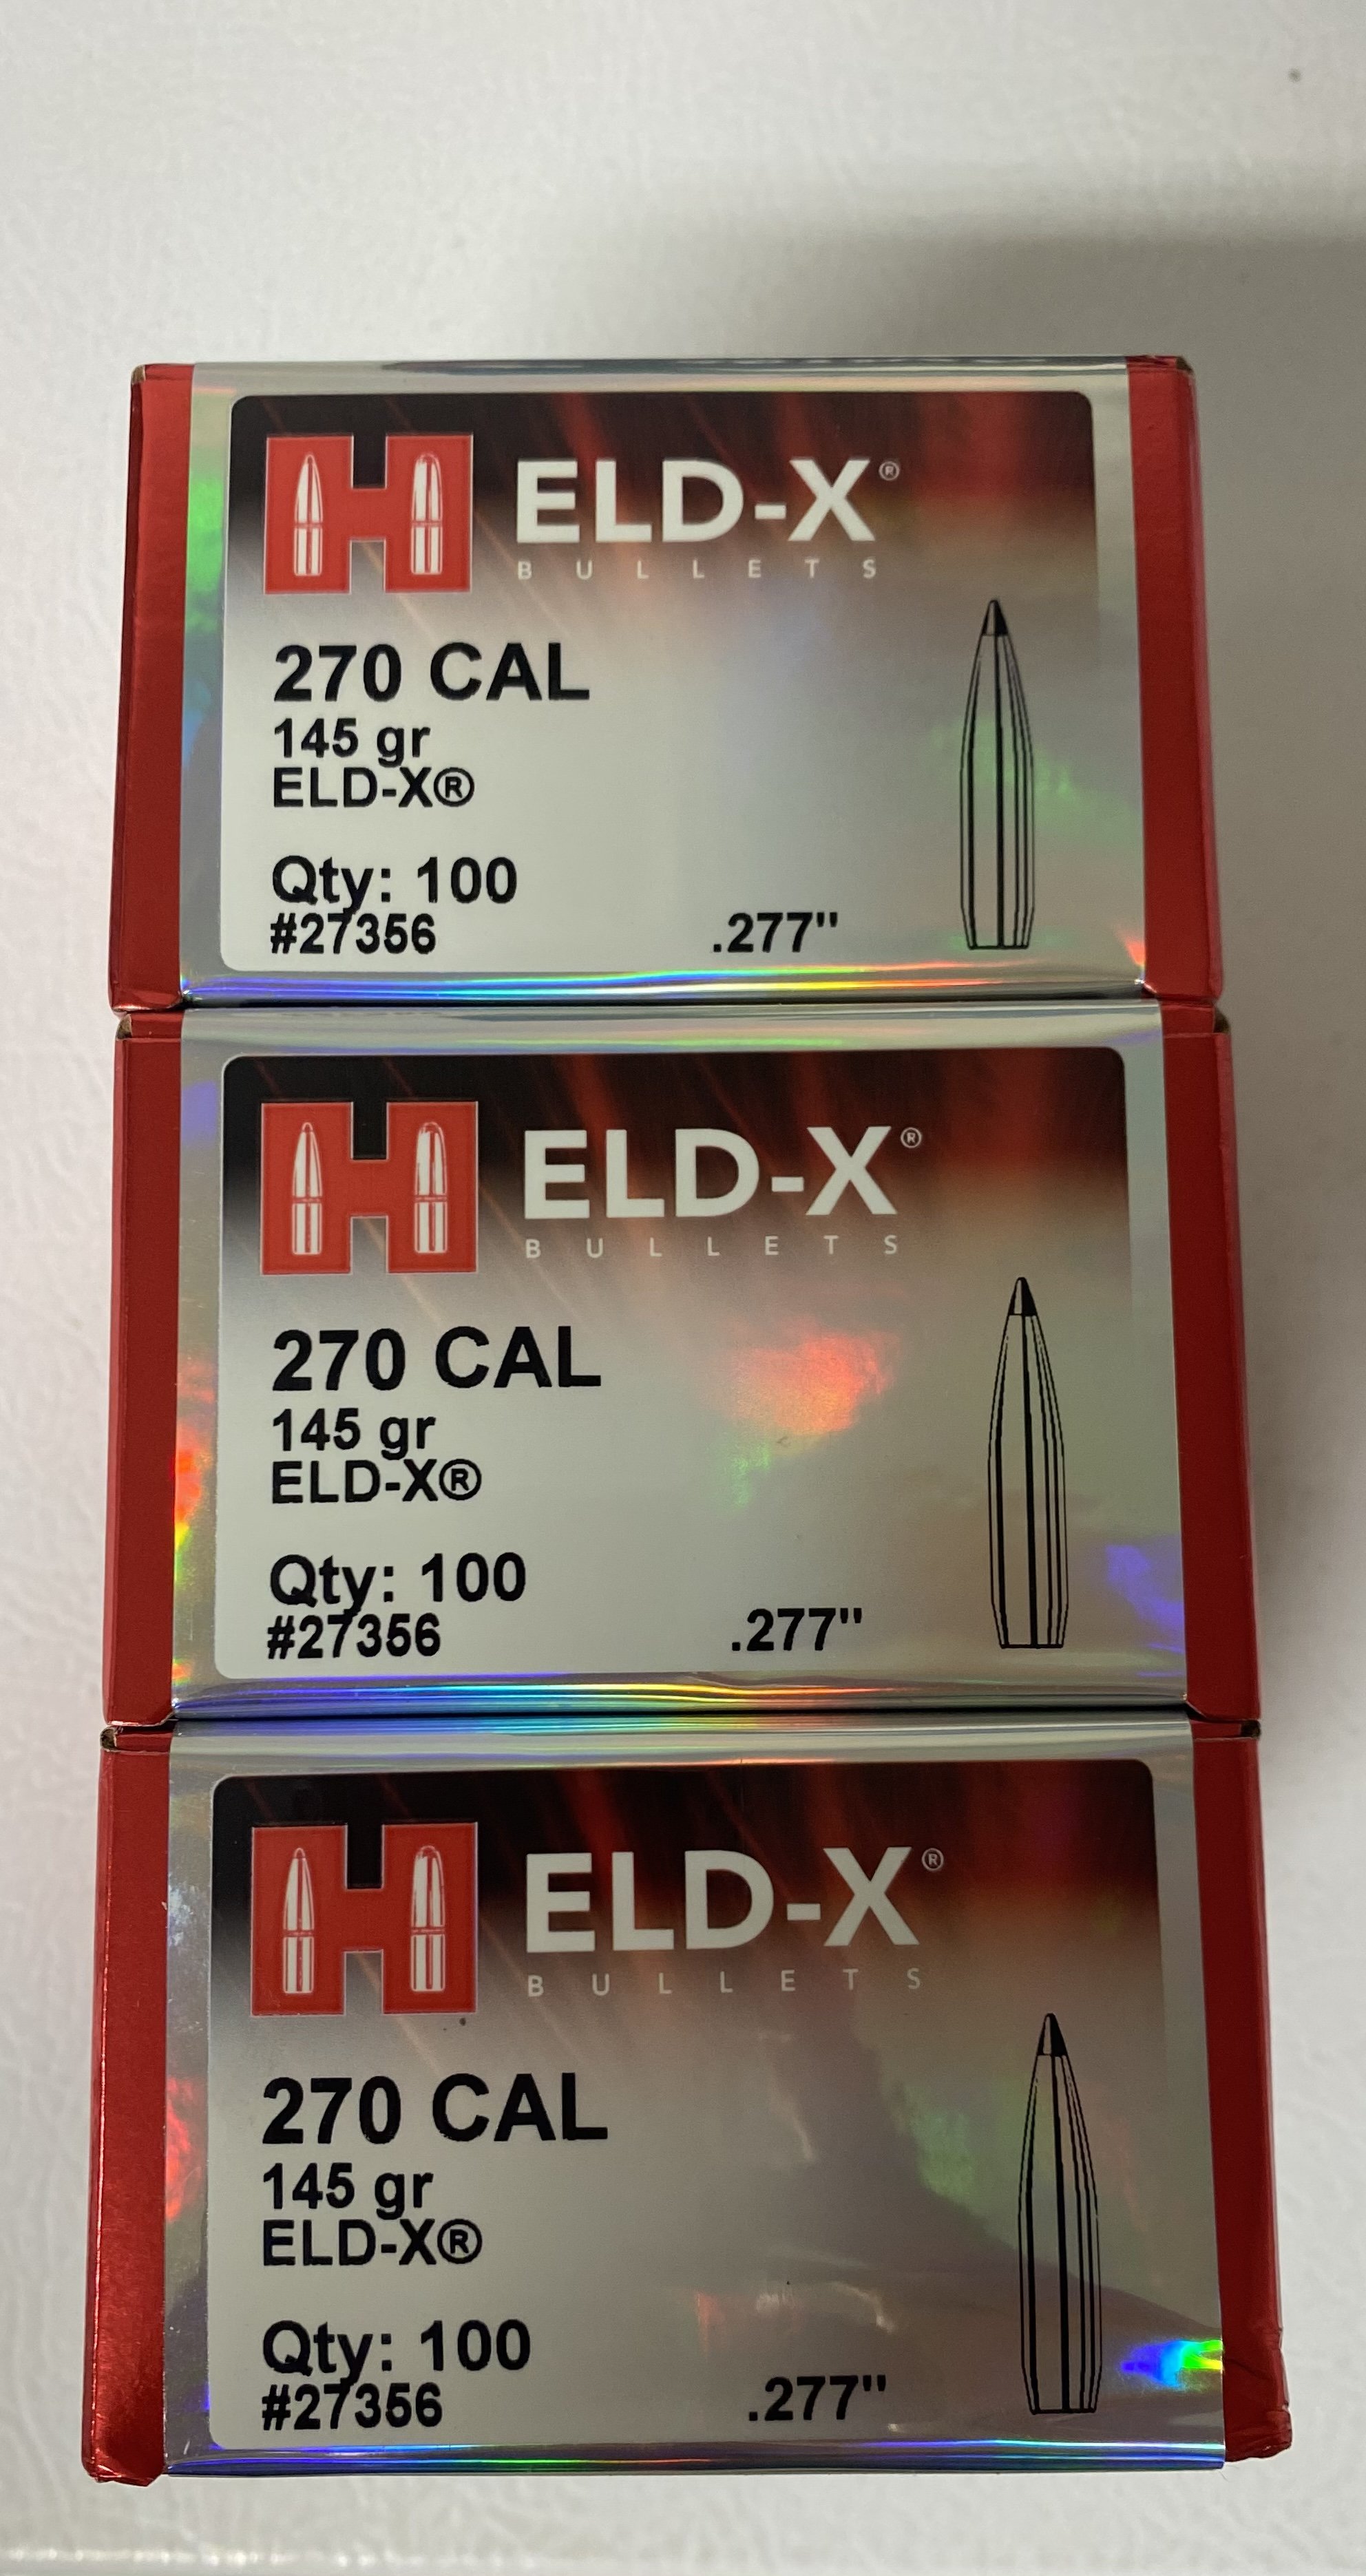 H ELD-X®
BULLETS
270 CAL
145 gr
ELD-X®
Qty: 100
#27356 .277"
H ELD-X®
BULLETS
270 CAL
145 gr
ELD-X®
Qty: 100
#27356 .277"
H ELD-X®
BULLETS
270 CAL
145 gr
ELD-X®
Qty: 100
#27356 .277"